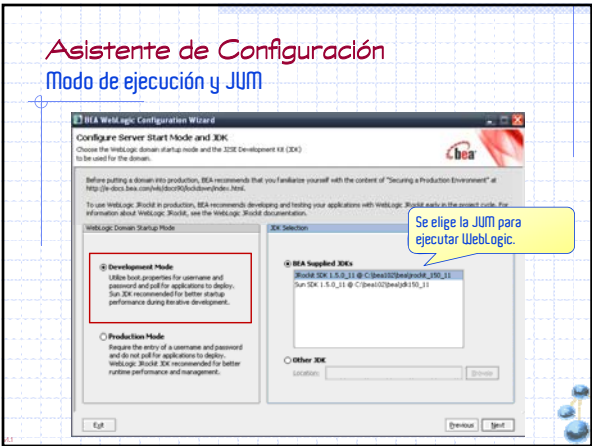 Asistente de Configuración
Modo de ejecución y JVM
BEA WebLogic Configuration Wizard
Configure Server Start Mode and JDK
Choose the WebLogic domain startup mode and the J2SE Development Kit (JDK)
to be used for the domain.
bea
Before putting a domain into production, BEA recommends that you familiarize yourself with the content of "Securing a Production Environment" at
http://e-docs.bea.com/wls/docs90/lockdown/index.html.
To use WebLogic JRockit in production, BEA recommends developing and testing your applications with WebLogic JRockit early in the project cycle. For
information about WebLogic JRockit, see the WebLogic JRockit documentation.
Se elige la JVM para
ejecutar WebLogic.
WebLogic Domain Startup Mode
Development Mode
Utilize boot.properties for username and
password and poll for applications to deploy.
Sun JDK recommended for better startup
performance during iterative development.
Production Mode
Require the entry of a username and password
and do not poll for applications to deploy.
WebLogic JRockit JDK recommended for better
runtime performance and management.
JDK Selection
BEA Supplied JDKs
JRockit SDK 1.5.0_11 @ C:\bea102\bea\jrockit_150_11
Sun SDK 1.5.0_11 @ C:\bea102\bea\jdk150_11
Other JDK
Location:
Browse
Exit
Previous
Next